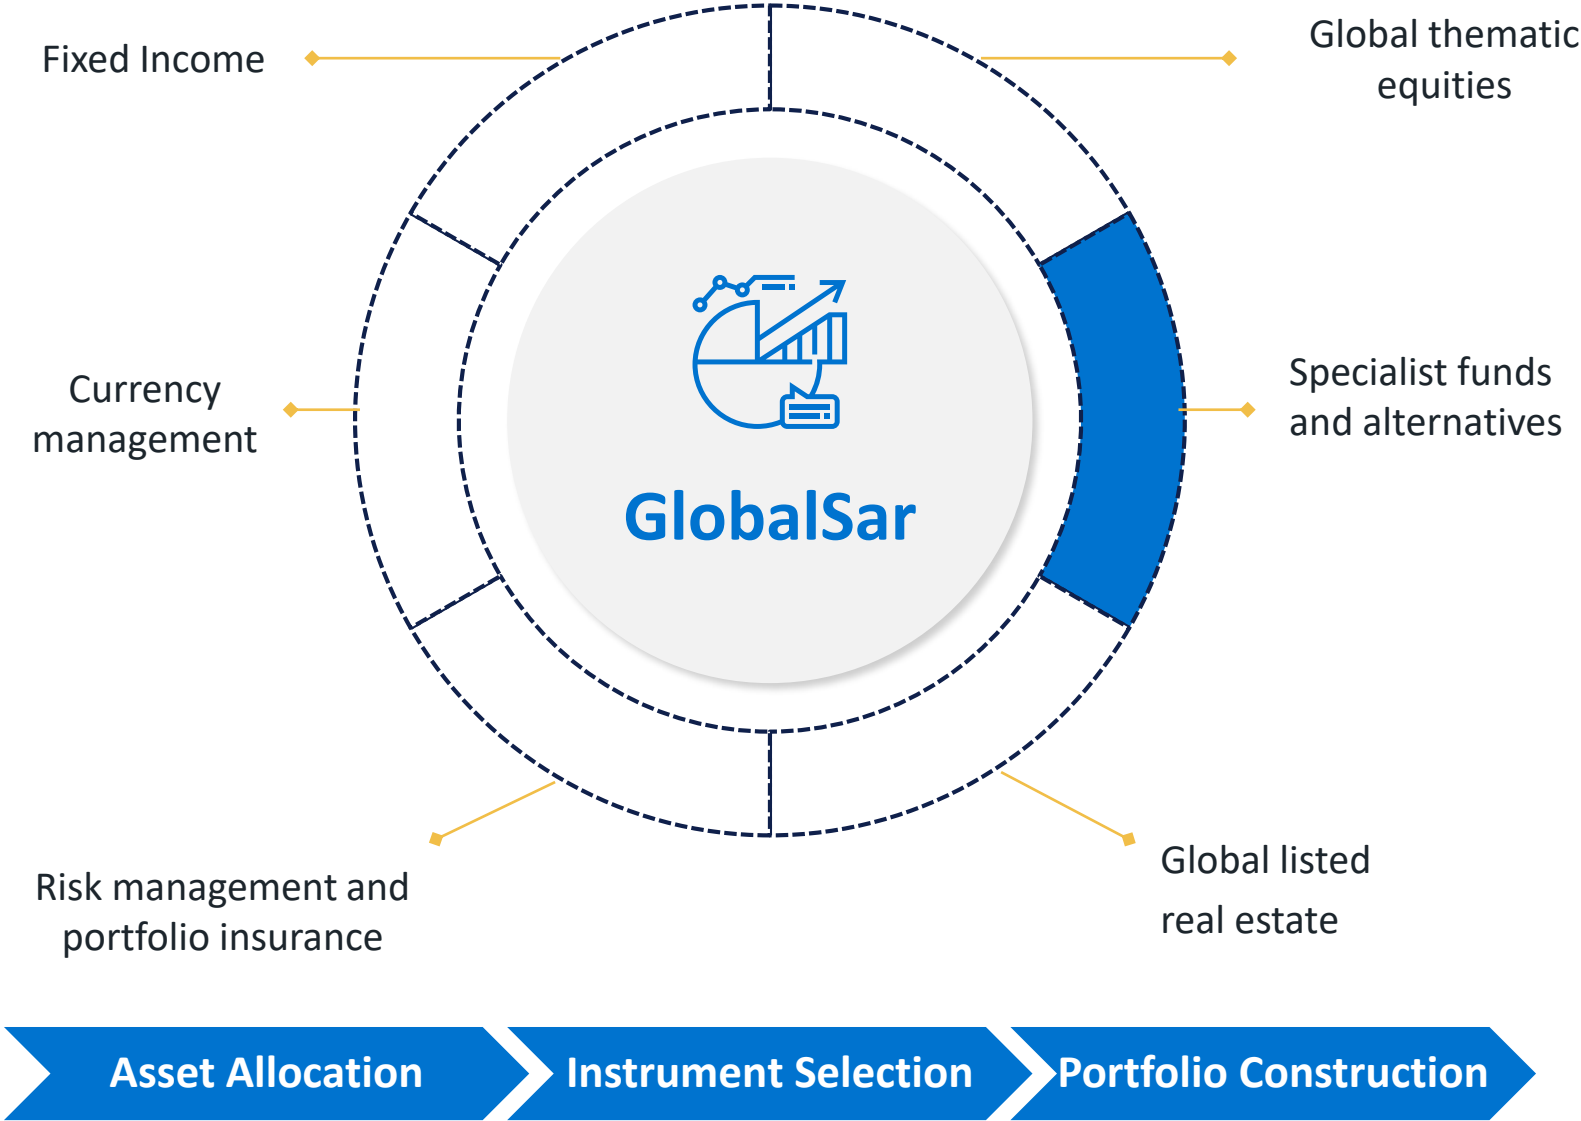 Fixed Income
Global thematic
equities
Currency
management
Specialist funds
and alternatives
GlobalSar
Risk management and
portfolio insurance
Global listed
real estate
Asset Allocation
Instrument Selection
Portfolio Construction